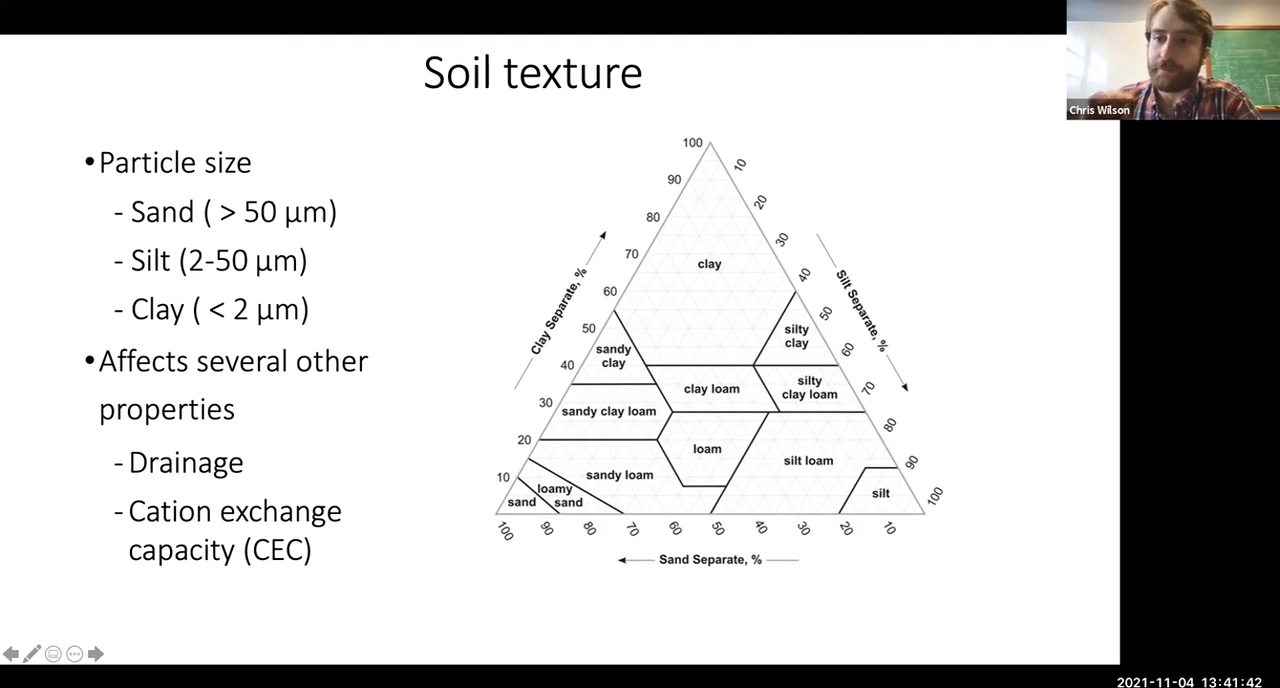 Soil texture
Chris Wilson
•Particle size
- Sand ( > 50 µm)
- Silt (2-50 µm)
- Clay ( < 2 µm)
•Affects several other
properties
- Drainage
- Cation exchange
capacity (CEC)
100
90
80
70
60
50
40
30
20
10
Clay Separate, %
10
20
30
40
50
60
70
80
90
100
Silt Separate, %
clay
silty
clay
sandy
clay
clay loam
silty
clay loam
sandy clay loam
loam
silt loam
sandy loam
loamy
sand
sand
silt
100
90
80
70
60
50
40
30
20
10
Sand Separate, %
2021-11-04 13:41:42